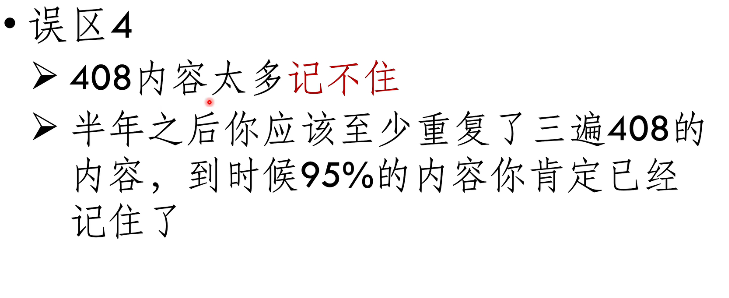 • 误区4
➢ 408内容太多记不住
➢ 半年之后你应该至少重复了三遍408的
内容，到时候95%的内容你肯定已经
记住了